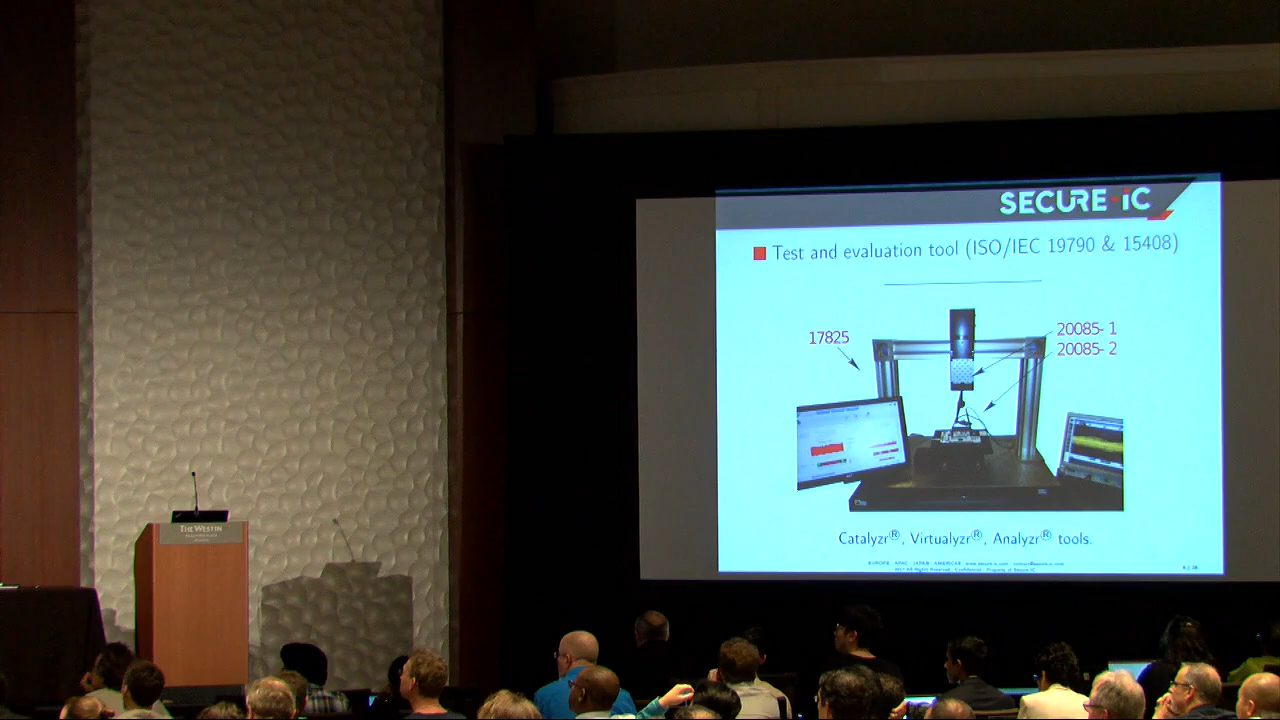 SECURE-IC
Test and evaluation tool (ISO/IEC 19790 & 15408)
17825
20085-1
20085-2
Catalyzr®, Virtualyzr®, Analyzr® tools.
THE WESTIN